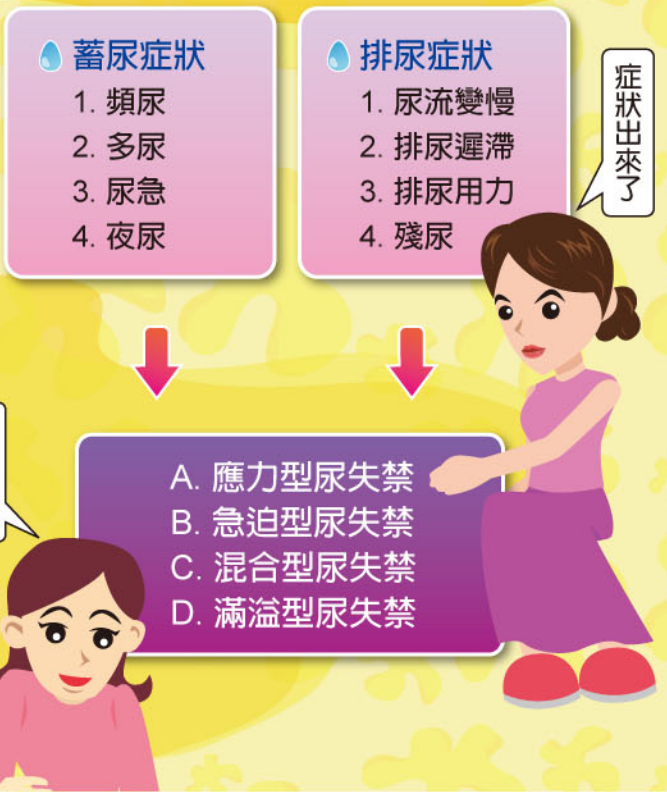 蓄尿症狀
1. 頻尿
2. 多尿
3. 尿急
4. 夜尿
排尿症狀
1. 尿流變慢
2. 排尿遲滯
3. 排尿用力
4. 殘尿
症狀出來了
A. 應力型尿失禁
B. 急迫型尿失禁
C. 混合型尿失禁
D. 滿溢型尿失禁